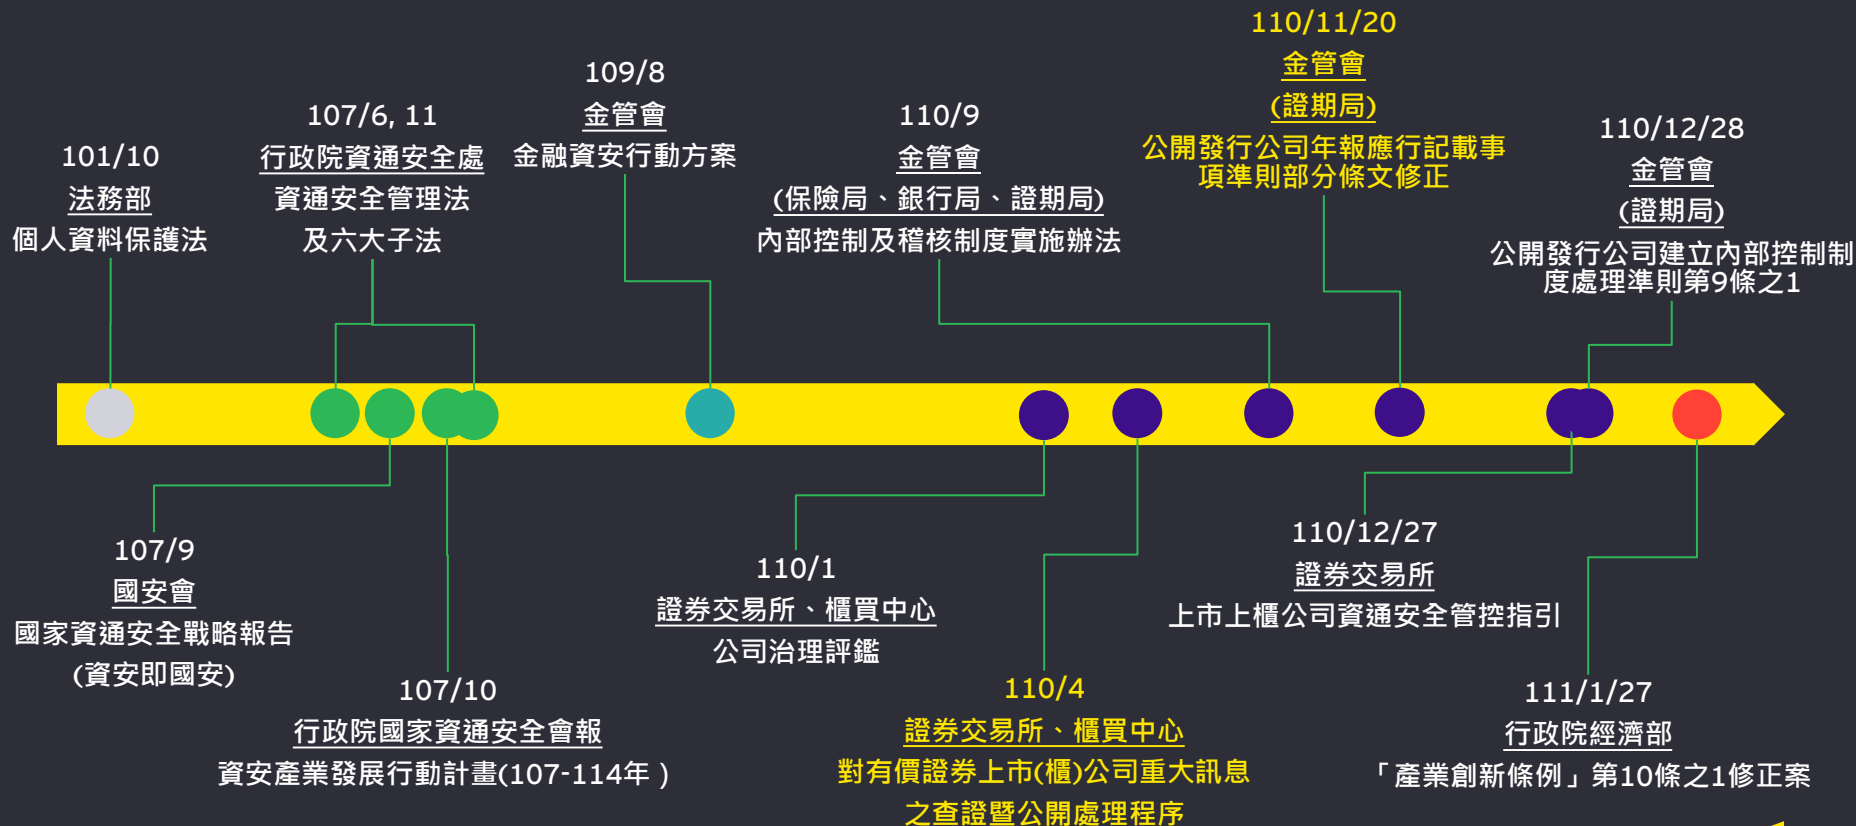 101/10
法務部
個人資料保護法
107/6, 11
行政院資通安全處
資通安全管理法
及六大子法
109/8
金管會
金融資安行動方案
110/9
金管會
(保險局、銀行局、證期局)
內部控制及稽核制度實施辦法
110/11/20
金管會
(證期局)
公開發行公司年報應行記載事
項準則部分條文修正
110/12/28
金管會
(證期局)
公開發行公司建立內部控制制
度處理準則第9條之1
107/9
國安會
國家資通安全戰略報告
(資安即國安)
107/10
行政院國家資通安全會報
資安產業發展行動計畫(107-114年 )
110/1
證券交易所、櫃買中心
公司治理評鑑
110/4
證券交易所、櫃買中心
對有價證券上市(櫃)公司重大訊息
之查證暨公開處理程序
110/12/27
證券交易所
上市上櫃公司資通安全管控指引
111/1/27
行政院經濟部
「產業創新條例」第10條之1修正案